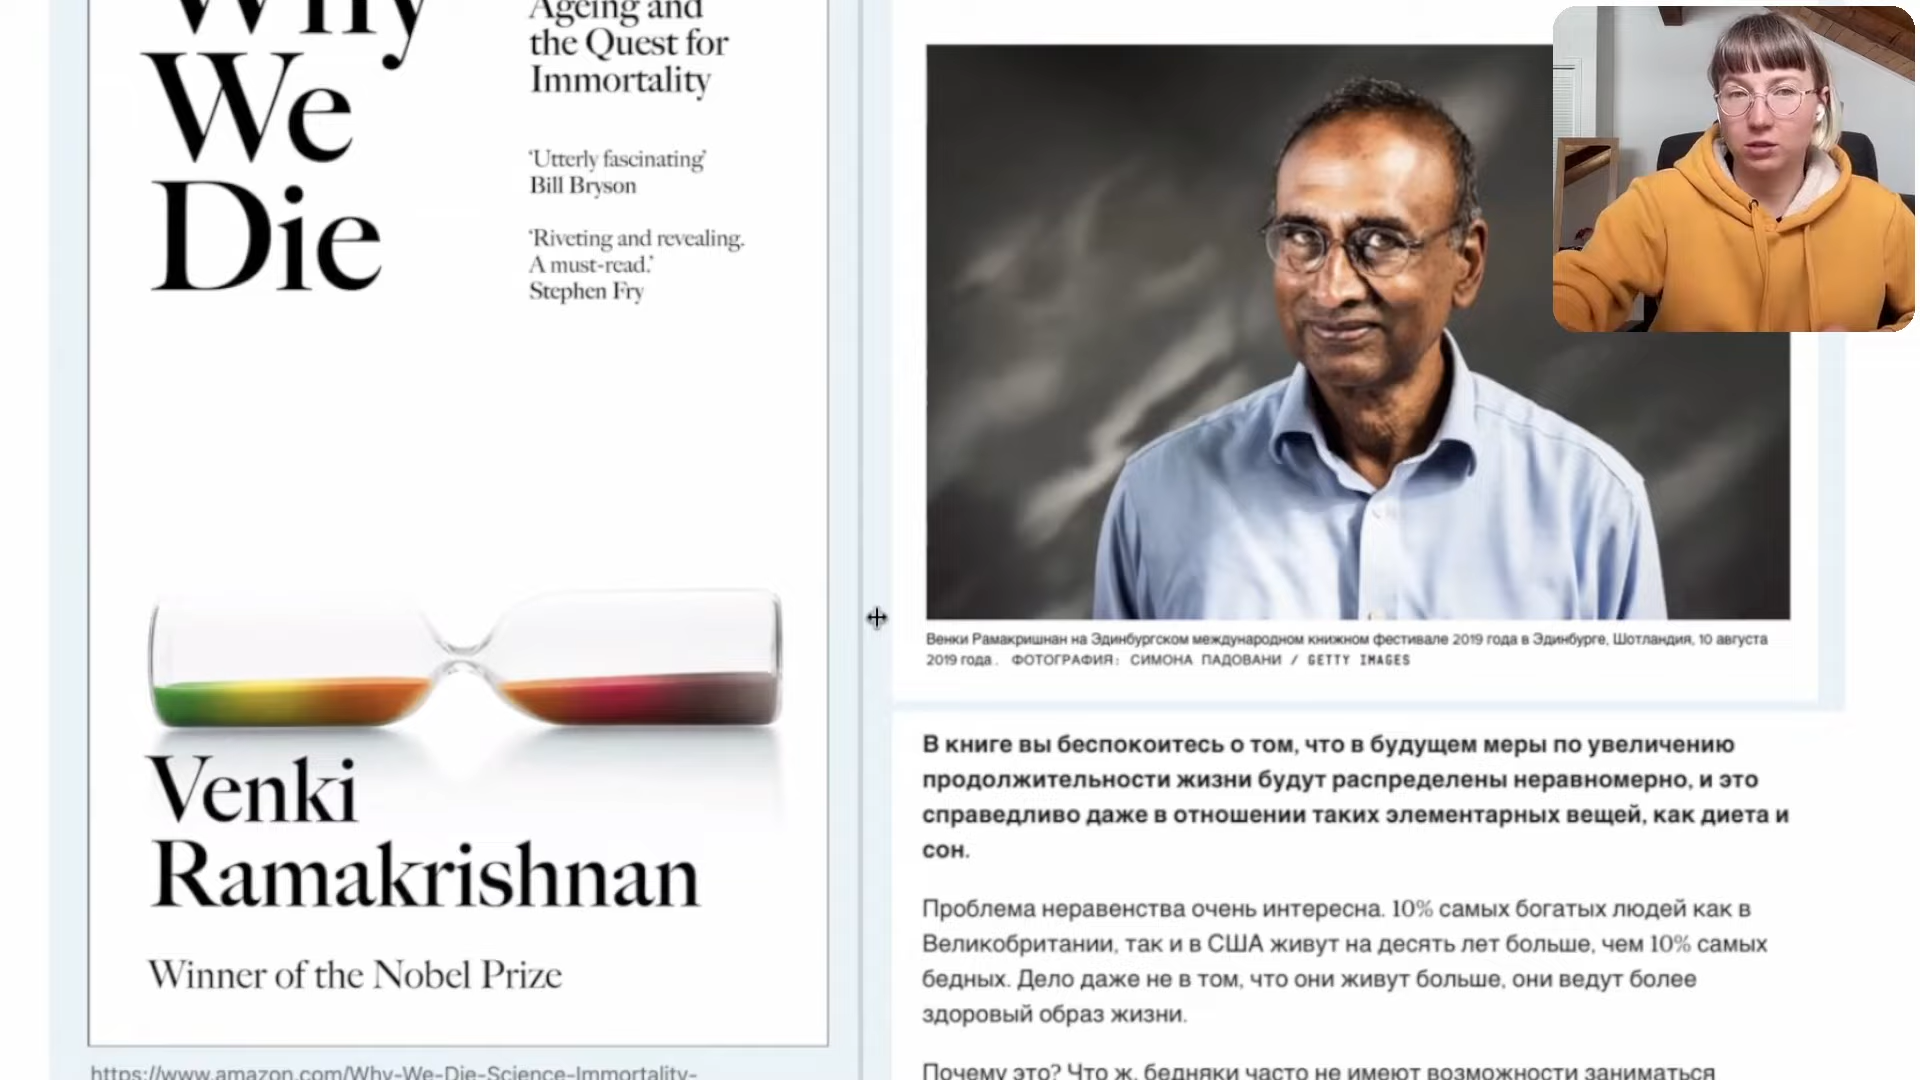 Why
We
Die
Ageing and
the Quest for
Immortality
‘Utterly fascinating’
Bill Bryson
‘Riveting and revealing.
A must-read.’
Stephen Fry
Venki
Ramakrishnan
Winner of the Nobel Prize
https://www.amazon.com/Why-We-Die-Science-Immortality-
Венки Рамакришнан на Эдинбургском международном книжном фестивале 2019 года в Эдинбурге, Шотландия, 10 августа
2019 года. ФОТОГРАФИЯ: СИМОНА ПАДОВАНИ / GETTY IMAGES
В книге вы беспокоитесь о том, что в будущем меры по увеличению
продолжительности жизни будут распределены неравномерно, и это
справедливо даже в отношении таких элементарных вещей, как диета и
сон.
Проблема неравенства очень интересна. 10% самых богатых людей как в
Великобритании, так и в США живут на десять лет больше, чем 10% самых
бедных. Дело даже не в том, что они живут больше, они ведут более
здоровый образ жизни.
Почему это? Что ж, бедняки часто не имеют возможности заниматься